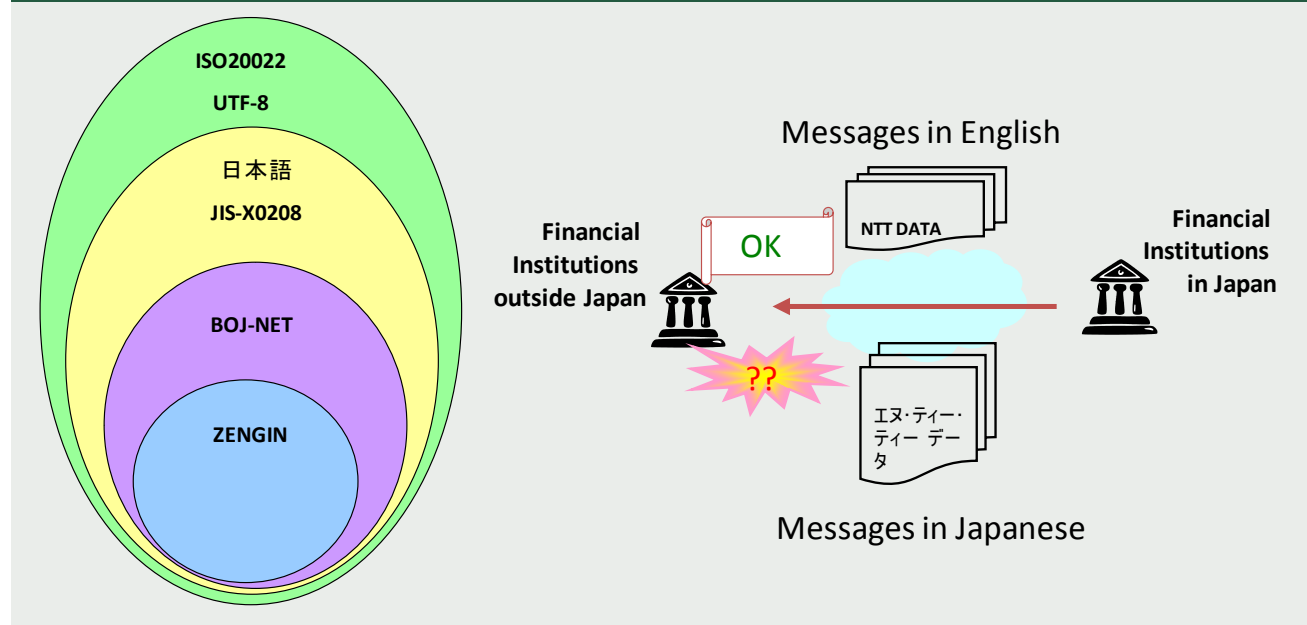 ISO20022
UTF-8
日本語
JIS-X0208
BOJ-NET
ZENGIN
Messages in English
NTT DATA
OK
Financial
Institutions
outside Japan
Financial
Institutions
in Japan
??
エヌ・ティー・
ティー デー
タ
Messages in Japanese